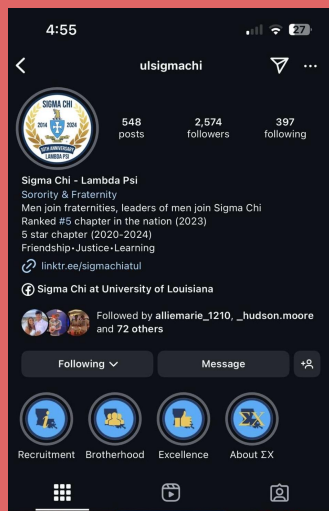 4:55
27
ulsigmachi
SIGMA CHI
2014 2024
10TH ANNIVERSARY
LAMBDA PSI
548 2,574 397
posts followers following
Sigma Chi - Lambda Psi
Sorority & Fraternity
Men join fraternities, leaders of men join Sigma Chi
Ranked #5 chapter in the nation (2023)
5 star chapter (2020-2024)
Friendship•Justice•Learning
linktr.ee/sigmachiatul
Sigma Chi at University of Louisiana
Followed by alliemarie_1210, _hudson.moore
and 72 others
Following Message
i ΣΧ
Recruitment Brotherhood Excellence About ΣΧ